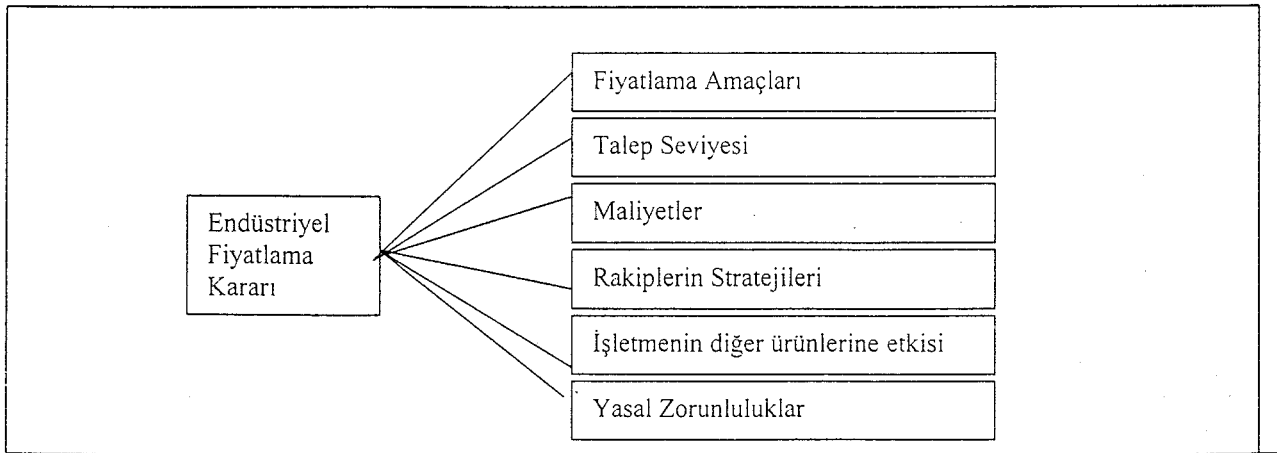 Endüstriyel
Fiyatlama
Kararı
Fiyatlama Amaçları
Talep Seviyesi
Maliyetler
Rakiplerin Stratejileri
İşletmenin diğer ürünlerine etkisi
Yasal Zorunluluklar